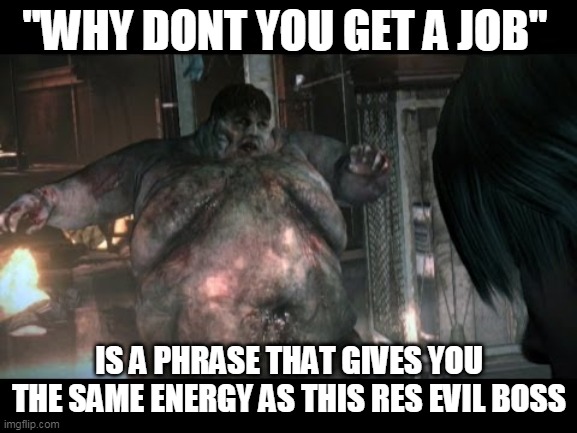 "WHY DONT YOU GET A JOB"
IS A PHRASE THAT GIVES YOU
THE SAME ENERGY AS THIS RES EVIL BOSS
imgflip.com